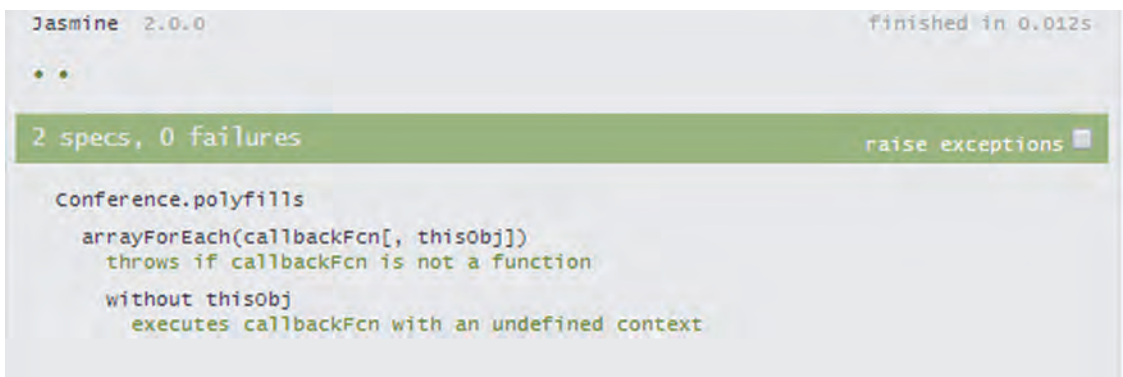 Jasmine 2.0.0 finished in 0.012s
2 specs, 0 failures raise exceptions
Conference.polyfills
arrayForEach(callbackFcn[, thisObj])
throws if callbackFcn is not a function
without thisObj
executes callbackFcn with an undefined context